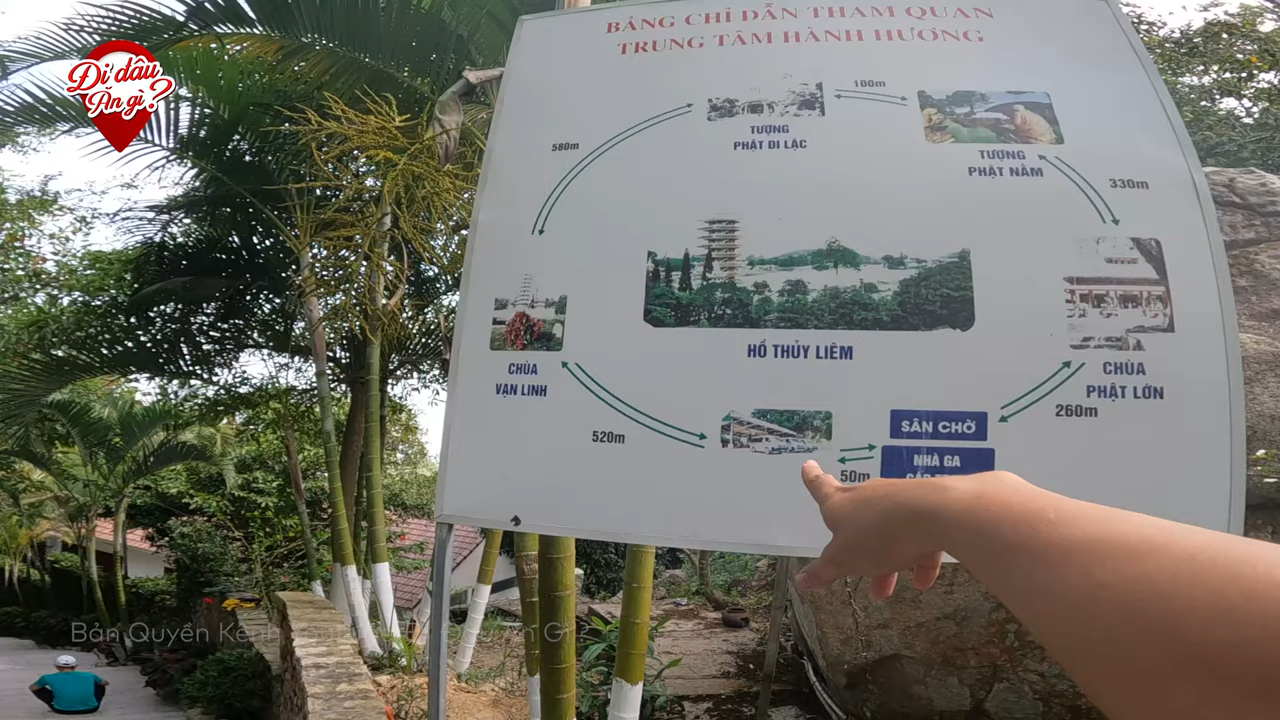 Đi đâu
Ăn gì?
BẢNG CHỈ DẪN THAM QUAN
TRUNG TÂM HÀNH HƯƠNG
100m
580m
TƯỢNG
PHẬT DI LẶC
TƯỢNG
PHẬT NẰM
330m
CHÙA
VẠN LINH
HỒ THỦY LIÊM
CHÙA
PHẬT LỚN
260m
520m
SÂN CHỜ
NHÀ GA
50m
Bản Quyền Kênh